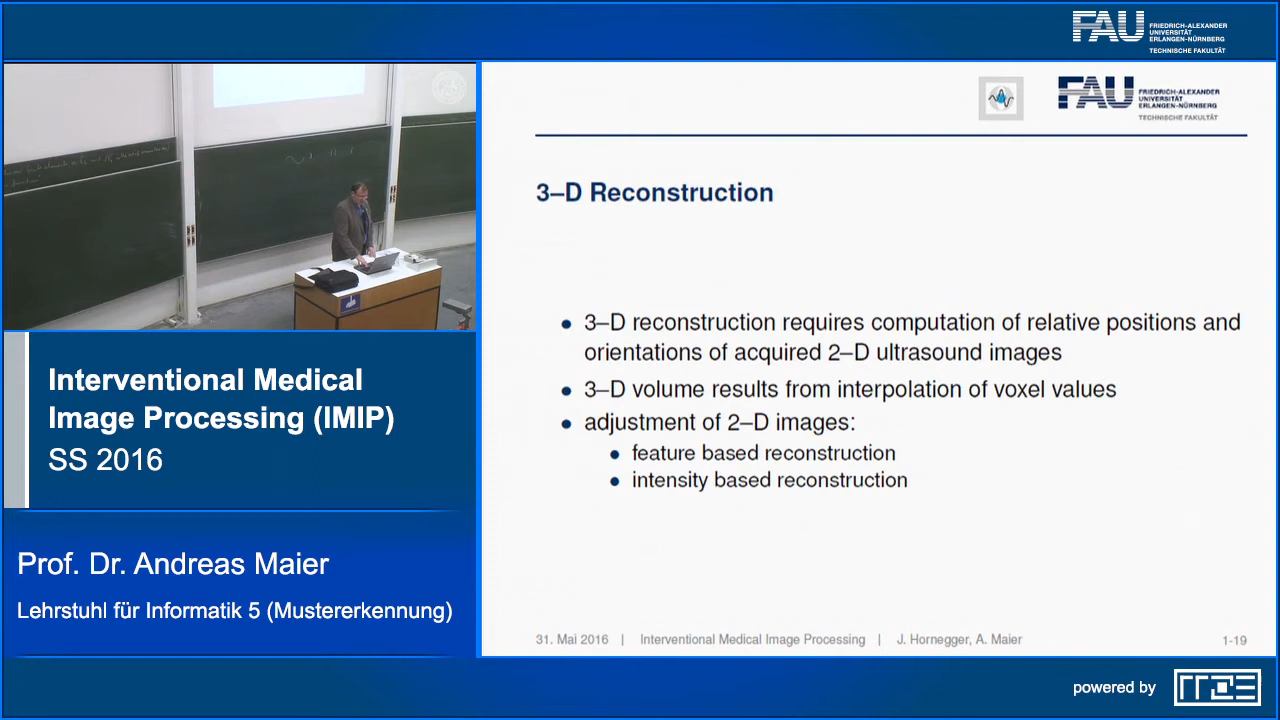 FAU
FRIEDRICH-ALEXANDER
UNIVERSITÄT
ERLANGEN-NÜRNBERG
TECHNISCHE FAKULTÄT
FAU
FRIEDRICH-ALEXANDER
UNIVERSITÄT
ERLANGEN-NÜRNBERG
TECHNISCHE FAKULTÄT
3–D Reconstruction
3–D reconstruction requires computation of relative positions and
orientations of acquired 2–D ultrasound images
3–D volume results from interpolation of voxel values
adjustment of 2–D images:
feature based reconstruction
intensity based reconstruction
31. Mai 2016 | Interventional Medical Image Processing | J. Hornegger, A. Maier 1-19
Interventional Medical
Image Processing (IMIP)
SS 2016
Prof. Dr. Andreas Maier
Lehrstuhl für Informatik 5 (Mustererkennung)
powered by